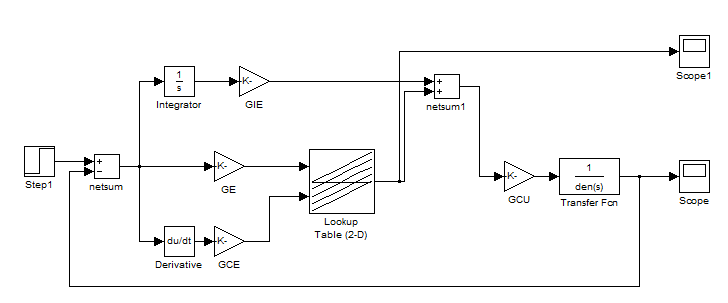 Scope1
1
s
Integrator
-K-
GIE
+
+
netsum1
Step1
+
−
netsum
-K-
GE
Lookup
Table (2-D)
-K-
GCU
1
den(s)
Transfer Fcn
Scope
du/dt
Derivative
-K-
GCE